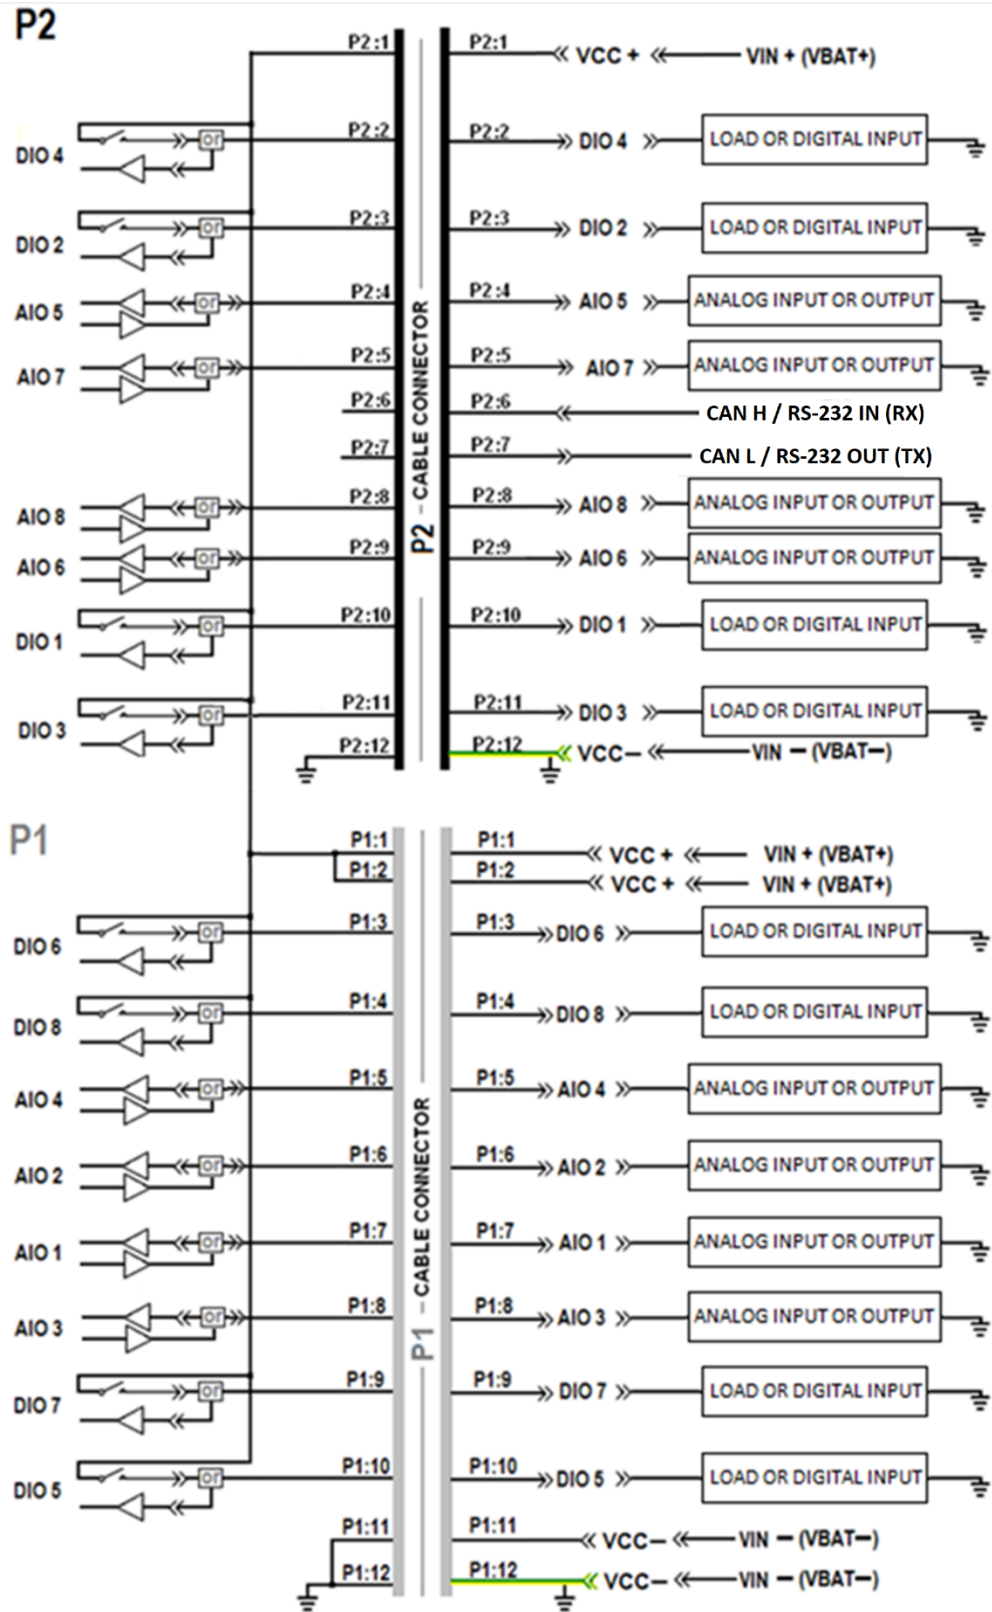 P2
P2:1 P2:1 VCC + VIN + (VBAT+)
DIO 4 or P2:2 P2:2 DIO 4 LOAD OR DIGITAL INPUT
DIO 2 or P2:3 P2:3 DIO 2 LOAD OR DIGITAL INPUT
AIO 5 or P2:4 P2:4 AIO 5 ANALOG INPUT OR OUTPUT
AIO 7 or P2:5 P2:5 AIO 7 ANALOG INPUT OR OUTPUT
P2:6 P2:6 CAN H / RS-232 IN (RX)
P2:7 P2:7 CAN L / RS-232 OUT (TX)
P2 – CABLE CONNECTOR
AIO 8 or P2:8 P2:8 AIO 8 ANALOG INPUT OR OUTPUT
AIO 6 or P2:9 P2:9 AIO 6 ANALOG INPUT OR OUTPUT
DIO 1 or P2:10 P2:10 DIO 1 LOAD OR DIGITAL INPUT
DIO 3 or P2:11 P2:11 DIO 3 LOAD OR DIGITAL INPUT
P2:12 P2:12 VCC– VIN – (VBAT–)
P1
P1:1 P1:1 VCC + VIN + (VBAT+)
P1:2 P1:2 VCC + VIN + (VBAT+)
DIO 6 or P1:3 P1:3 DIO 6 LOAD OR DIGITAL INPUT
DIO 8 or P1:4 P1:4 DIO 8 LOAD OR DIGITAL INPUT
AIO 4 or P1:5 P1:5 AIO 4 ANALOG INPUT OR OUTPUT
AIO 2 or P1:6 P1:6 AIO 2 ANALOG INPUT OR OUTPUT
P1 – CABLE CONNECTOR
AIO 1 or P1:7 P1:7 AIO 1 ANALOG INPUT OR OUTPUT
AIO 3 or P1:8 P1:8 AIO 3 ANALOG INPUT OR OUTPUT
DIO 7 or P1:9 P1:9 DIO 7 LOAD OR DIGITAL INPUT
DIO 5 or P1:10 P1:10 DIO 5 LOAD OR DIGITAL INPUT
P1:11 P1:11 VCC– VIN – (VBAT–)
P1:12 P1:12 VCC– VIN – (VBAT–)